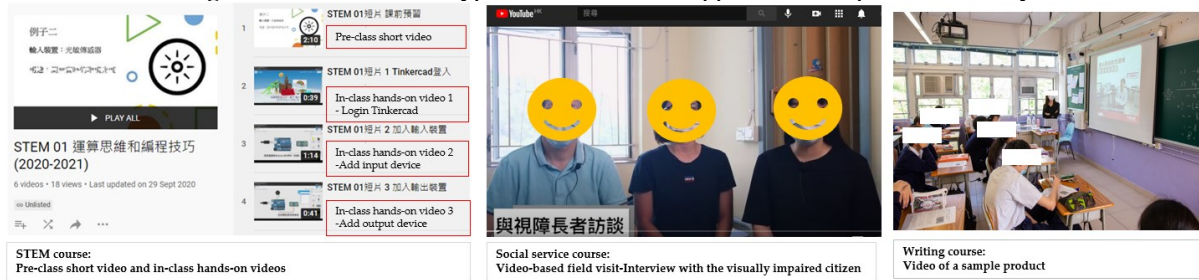 例子二
輸入裝置：光敏傳感器
PLAY ALL
STEM 01 運算思維和編程技巧
(2020-2021)
6 videos • 18 views • Last updated on 29 Sept 2020
Unlisted
1
2:10
STEM 01短片 課前預習
Pre-class short video
2
0:39
STEM 01短片 1 Tinkercad登入
In-class hands-on video 1
- Login Tinkercad
3
1:14
STEM 01短片 2 加入輸入裝置
In-class hands-on video 2
-Add input device
4
0:41
STEM 01短片 3 加入輸出裝置
In-class hands-on video 3
-Add output device
STEM course:
Pre-class short video and in-class hands-on videos
YouTube HK
搜尋
與視障長者訪談
Social service course:
Video-based field visit-Interview with the visually impaired citizen
Writing course:
Video of a sample product